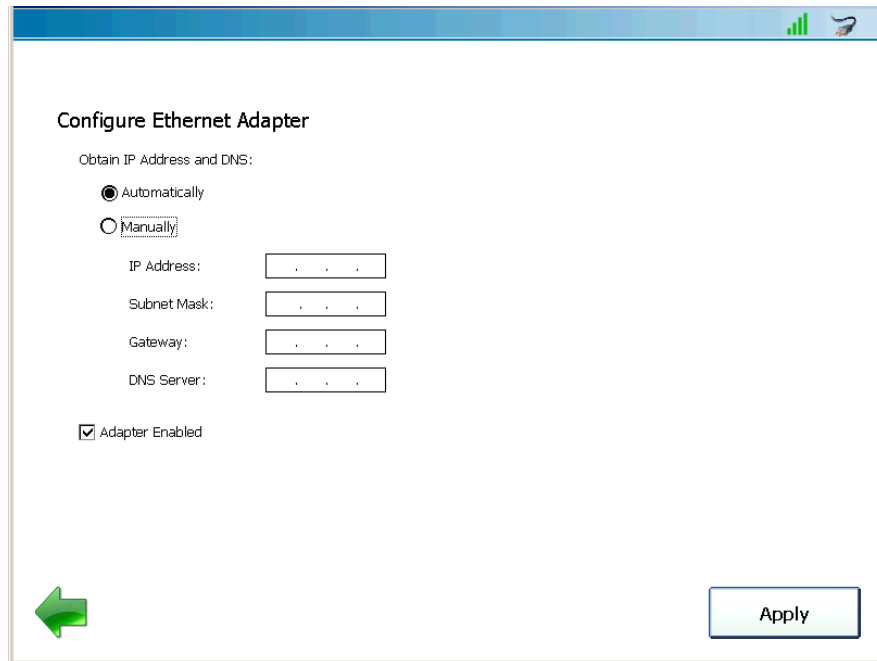 Configure Ethernet Adapter
Obtain IP Address and DNS:
Automatically
Manually
IP Address: . . .
Subnet Mask: . . .
Gateway: . . .
DNS Server: . . .
Adapter Enabled
Apply